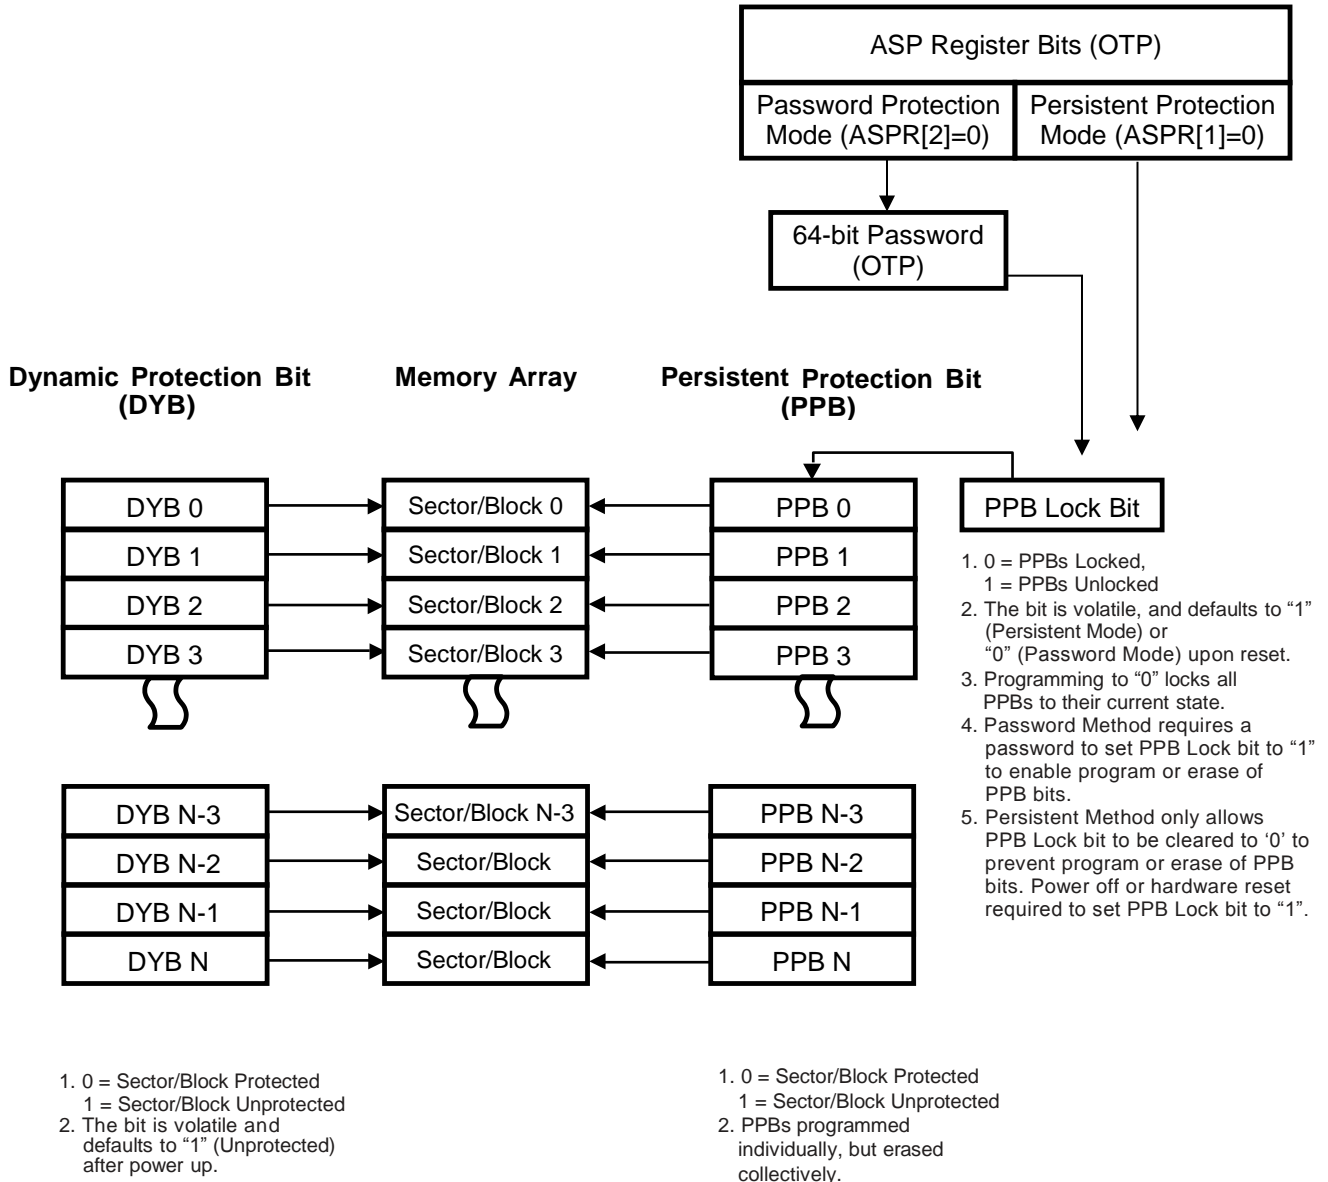 ASP Register Bits (OTP)
Password Protection
Mode (ASPR[2]=0)
Persistent Protection
Mode (ASPR[1]=0)
64-bit Password
(OTP)
Dynamic Protection Bit
(DYB)
Memory Array
Persistent Protection Bit
(PPB)
DYB 0
Sector/Block 0
PPB 0
PPB Lock Bit
DYB 1
Sector/Block 1
PPB 1
DYB 2
Sector/Block 2
PPB 2
DYB 3
Sector/Block 3
PPB 3
1. 0 = PPBs Locked,
1 = PPBs Unlocked
2. The bit is volatile, and defaults to “1”
(Persistent Mode) or
“0” (Password Mode) upon reset.
3. Programming to “0” locks all
PPBs to their current state.
4. Password Method requires a
password to set PPB Lock bit to “1”
to enable program or erase of
PPB bits.
5. Persistent Method only allows
PPB Lock bit to be cleared to ‘0’ to
prevent program or erase of PPB
bits. Power off or hardware reset
required to set PPB Lock bit to “1”.
DYB N-3
Sector/Block N-3
PPB N-3
DYB N-2
Sector/Block
PPB N-2
DYB N-1
Sector/Block
PPB N-1
DYB N
Sector/Block
PPB N
1. 0 = Sector/Block Protected
1 = Sector/Block Unprotected
2. The bit is volatile and
defaults to “1” (Unprotected)
after power up.
1. 0 = Sector/Block Protected
1 = Sector/Block Unprotected
2. PPBs programmed
individually, but erased
collectively.